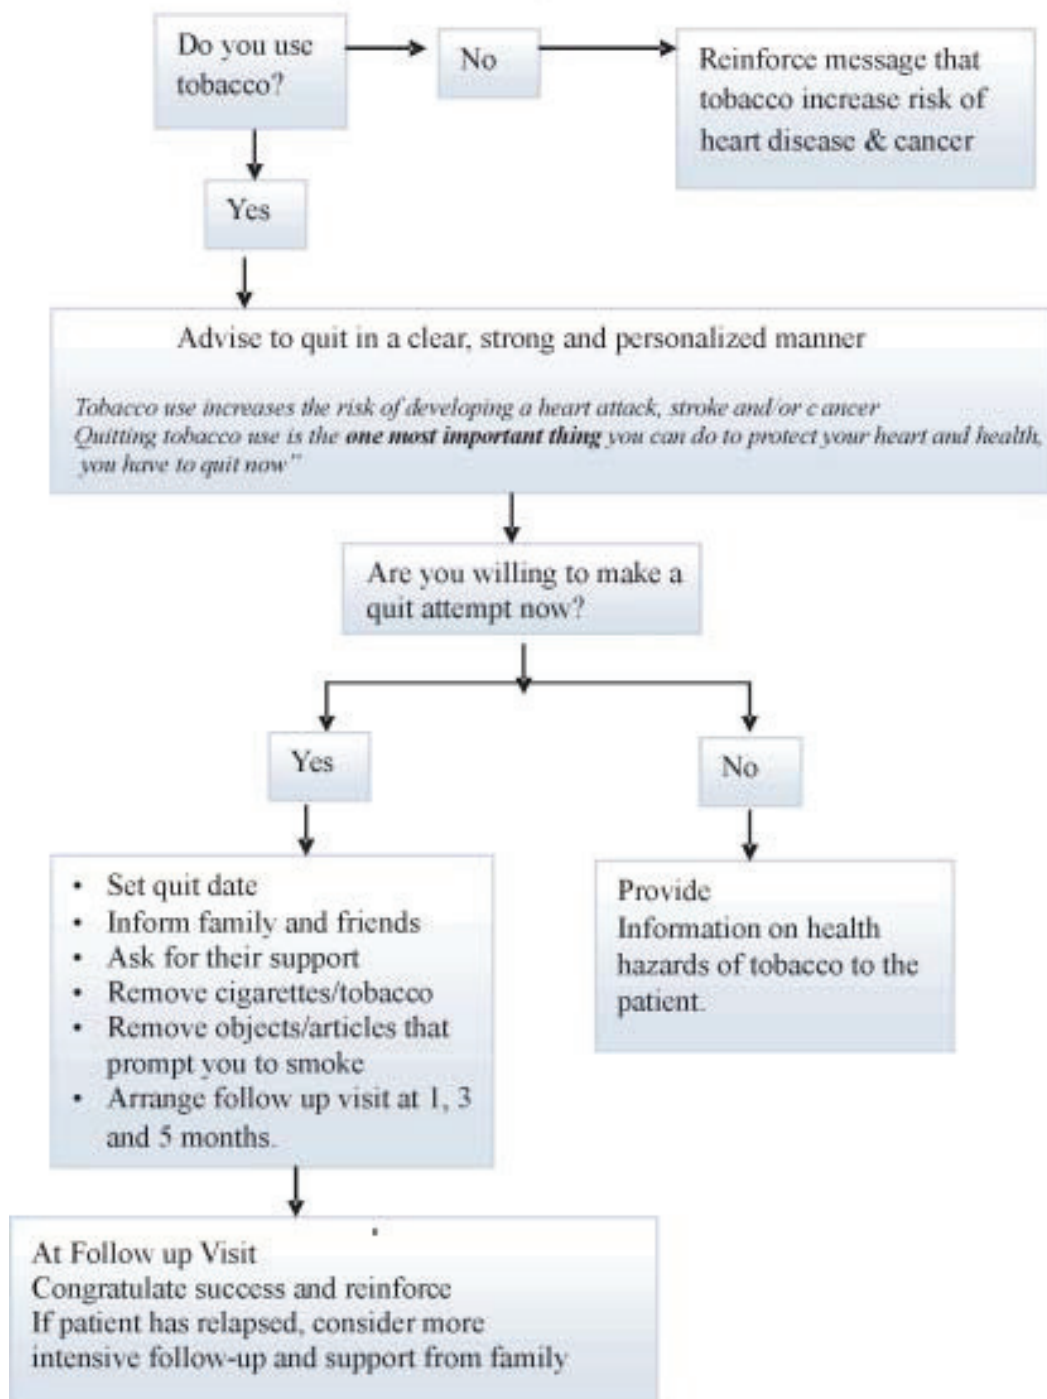 Do you use
tobacco?
No
Reinforce message that
tobacco increase risk of
heart disease & cancer
Yes
Advise to quit in a clear, strong and personalized manner
Tobacco use increases the risk of developing a heart attack, stroke and/or cancer
Quitting tobacco use is the one most important thing you can do to protect your heart and health,
you have to quit now"
Are you willing to make a
quit attempt now?
Yes
No
• Set quit date
• Inform family and friends
• Ask for their support
• Remove cigarettes/tobacco
• Remove objects/articles that
prompt you to smoke
• Arrange follow up visit at 1, 3
and 5 months.
Provide
Information on health
hazards of tobacco to the
patient.
At Follow up Visit
Congratulate success and reinforce
If patient has relapsed, consider more
intensive follow-up and support from family